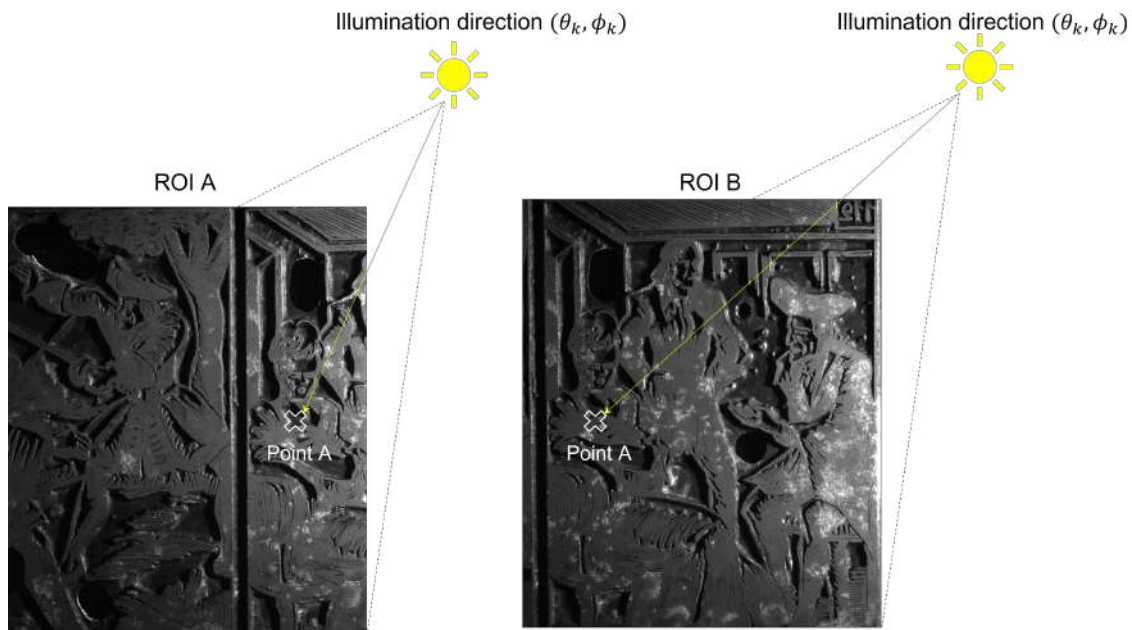 Illumination direction (θₖ, ϕₖ)
Illumination direction (θₖ, ϕₖ)
ROI A
ROI B
Point A
Point A